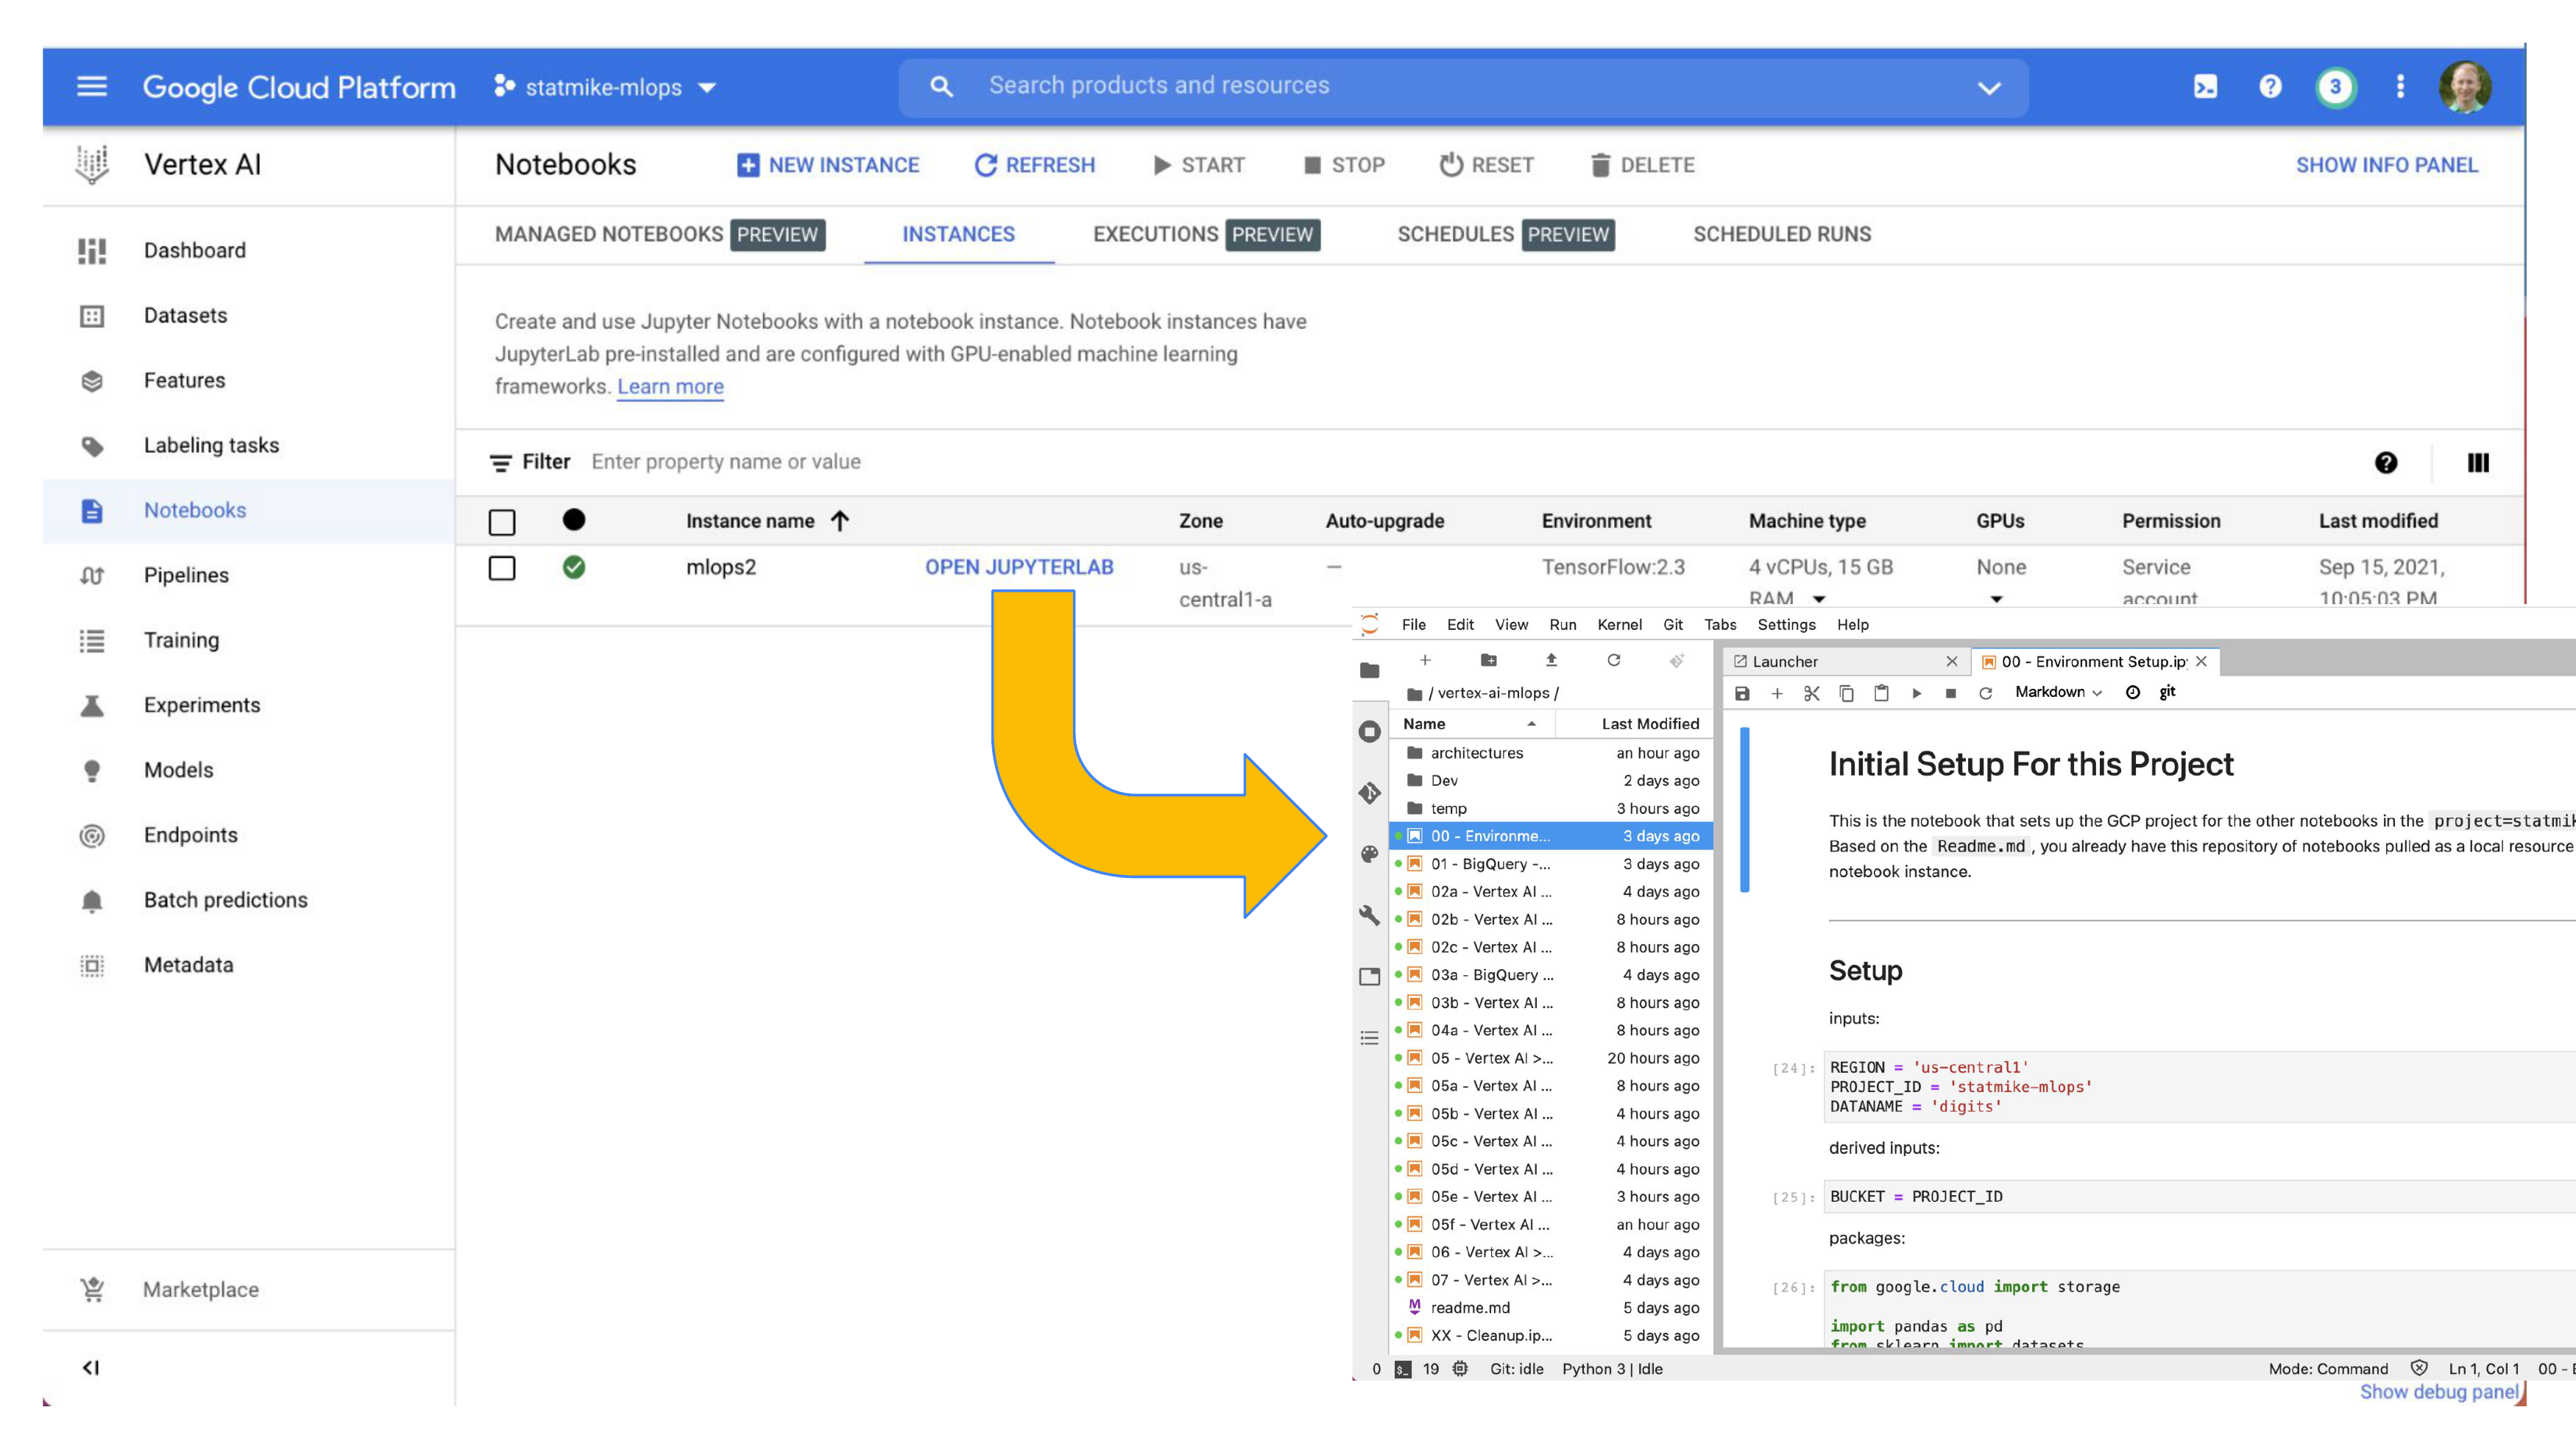 Google Cloud Platform statmike-mlops Search products and resources 3
Vertex AI
Dashboard
Datasets
Features
Labeling tasks
Notebooks
Pipelines
Training
Experiments
Models
Endpoints
Batch predictions
Metadata
Marketplace
Notebooks NEW INSTANCE REFRESH START STOP RESET DELETE SHOW INFO PANEL
MANAGED NOTEBOOKS PREVIEW INSTANCES EXECUTIONS PREVIEW SCHEDULES PREVIEW SCHEDULED RUNS
Create and use Jupyter Notebooks with a notebook instance. Notebook instances have
JupyterLab pre-installed and are configured with GPU-enabled machine learning
frameworks. Learn more
Filter Enter property name or value
Instance name Zone Auto-upgrade Environment Machine type GPUs Permission Last modified
mlops2 OPEN JUPYTERLAB us- — TensorFlow:2.3 4 vCPUs, 15 GB None Service Sep 15, 2021,
central1-a RAM account 10:05:03 PM
File Edit View Run Kernel Git Tabs Settings Help
/ vertex-ai-mlops /
Name Last Modified
architectures an hour ago
Dev 2 days ago
temp 3 hours ago
00 - Environme... 3 days ago
01 - BigQuery -... 3 days ago
02a - Vertex AI ... 4 days ago
02b - Vertex AI ... 8 hours ago
02c - Vertex AI ... 8 hours ago
03a - BigQuery ... 4 days ago
03b - Vertex AI ... 8 hours ago
04a - Vertex AI ... 8 hours ago
05 - Vertex AI >... 20 hours ago
05a - Vertex AI ... 8 hours ago
05b - Vertex AI ... 4 hours ago
05c - Vertex AI ... 4 hours ago
05d - Vertex AI ... 4 hours ago
05e - Vertex AI ... 3 hours ago
05f - Vertex AI ... an hour ago
06 - Vertex AI >... 4 days ago
07 - Vertex AI >... 4 days ago
readme.md 5 days ago
XX - Cleanup.ip... 5 days ago
Launcher 00 - Environment Setup.ip
Markdown git
Initial Setup For this Project
This is the notebook that sets up the GCP project for the other notebooks in the project=statmi
Based on the Readme.md , you already have this repository of notebooks pulled as a local resource
notebook instance.
Setup
inputs:
[24]: REGION = 'us-central1'
PROJECT_ID = 'statmike-mlops'
DATANAME = 'digits'
derived inputs:
[25]: BUCKET = PROJECT_ID
packages:
[26]: from google.cloud import storage
import pandas as pd
from sklearn import datasets
0 19 Git: idle Python 3 | Idle Mode: Command Ln 1, Col 1 00 -
Show debug panel